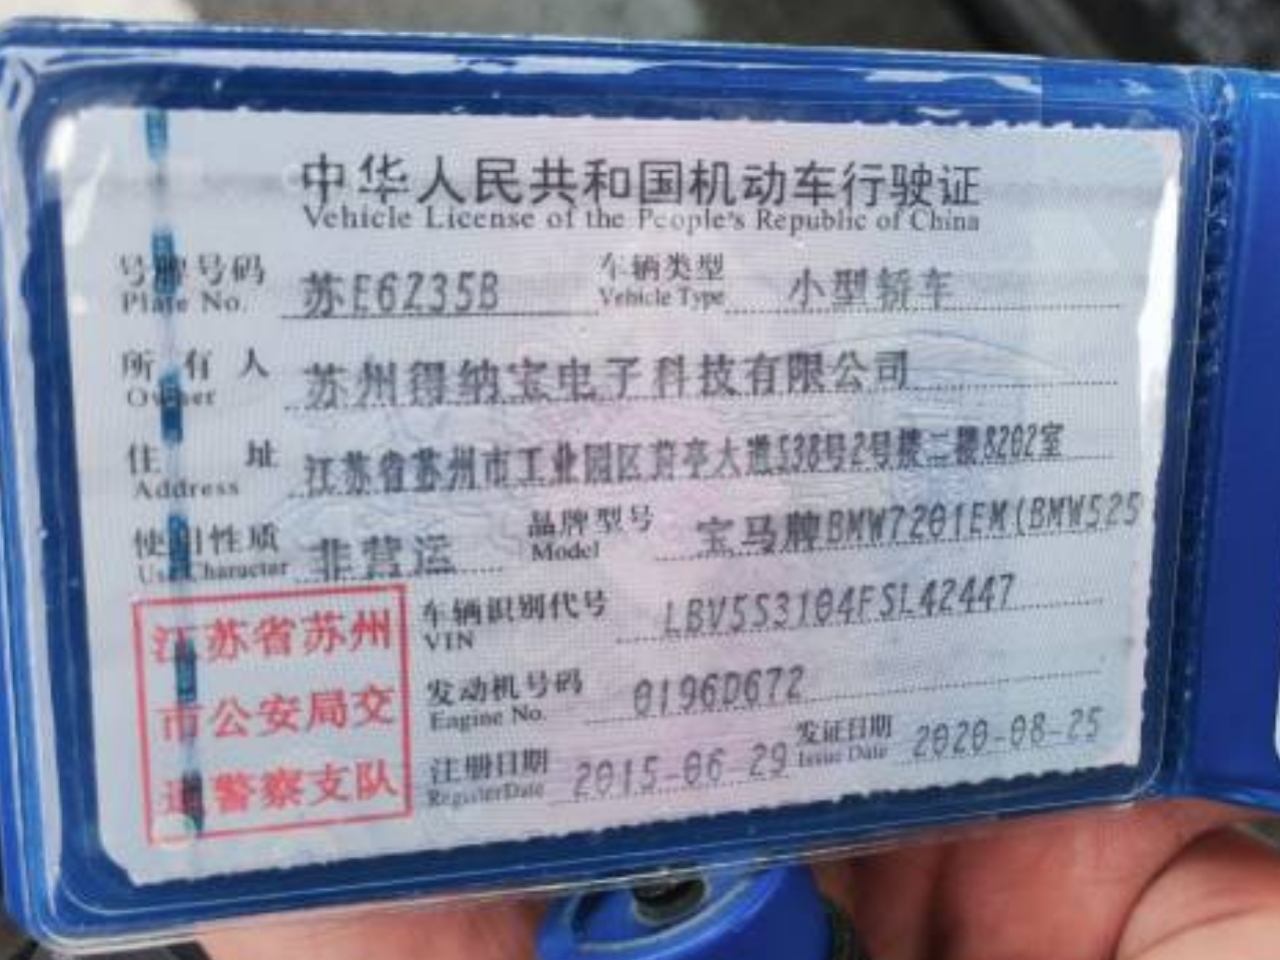 中华人民共和国机动车行驶证
Vehicle License of the People's Republic of China
号牌号码 苏E6Z35B 车辆类型 小型轿车
Plate No. Vehicle Type
所有人 苏州得纳宝电子科技有限公司
Owner
住址 江苏省苏州市工业园区葑亭大道538号2号楼二楼8202室
Address
使用性质 非营运 品牌型号 宝马牌BMW7201EM(BMW525
Use Character Model
江苏省苏州市公安局交通警察支队
车辆识别代号 LBV5S3104FSL42447
VIN
发动机号码 0196D672
Engine No.
注册日期 2015-06-29 发证日期 2020-08-25
Register Date Issue Date